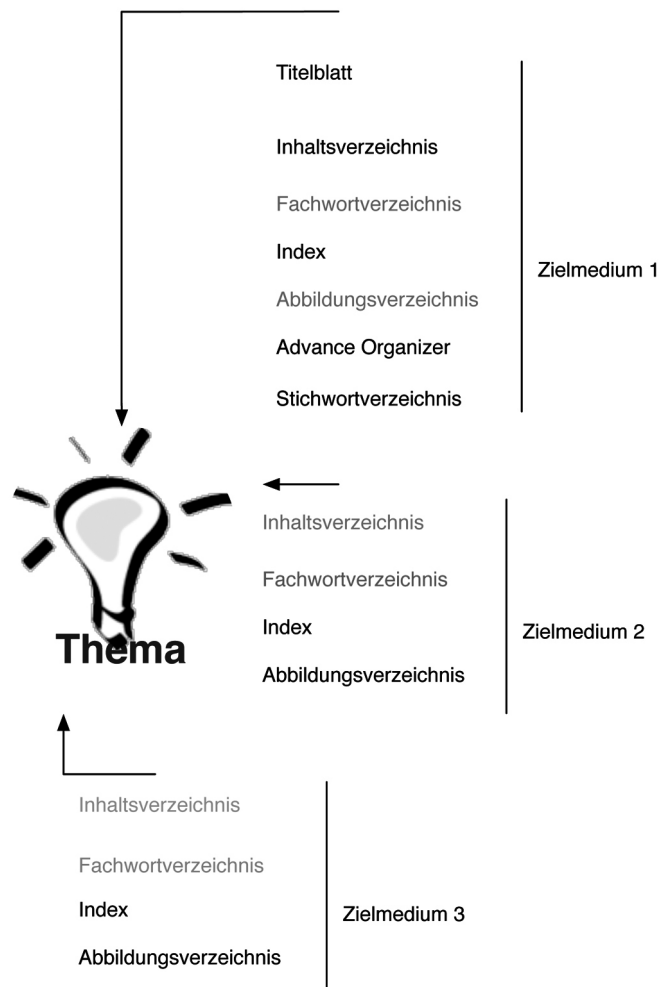 Titelblatt
Inhaltsverzeichnis
Fachwortverzeichnis
Index
Abbildungsverzeichnis
Advance Organizer
Stichwortverzeichnis
Zielmedium 1
Thema
Inhaltsverzeichnis
Fachwortverzeichnis
Index
Abbildungsverzeichnis
Zielmedium 2
Inhaltsverzeichnis
Fachwortverzeichnis
Index
Abbildungsverzeichnis
Zielmedium 3